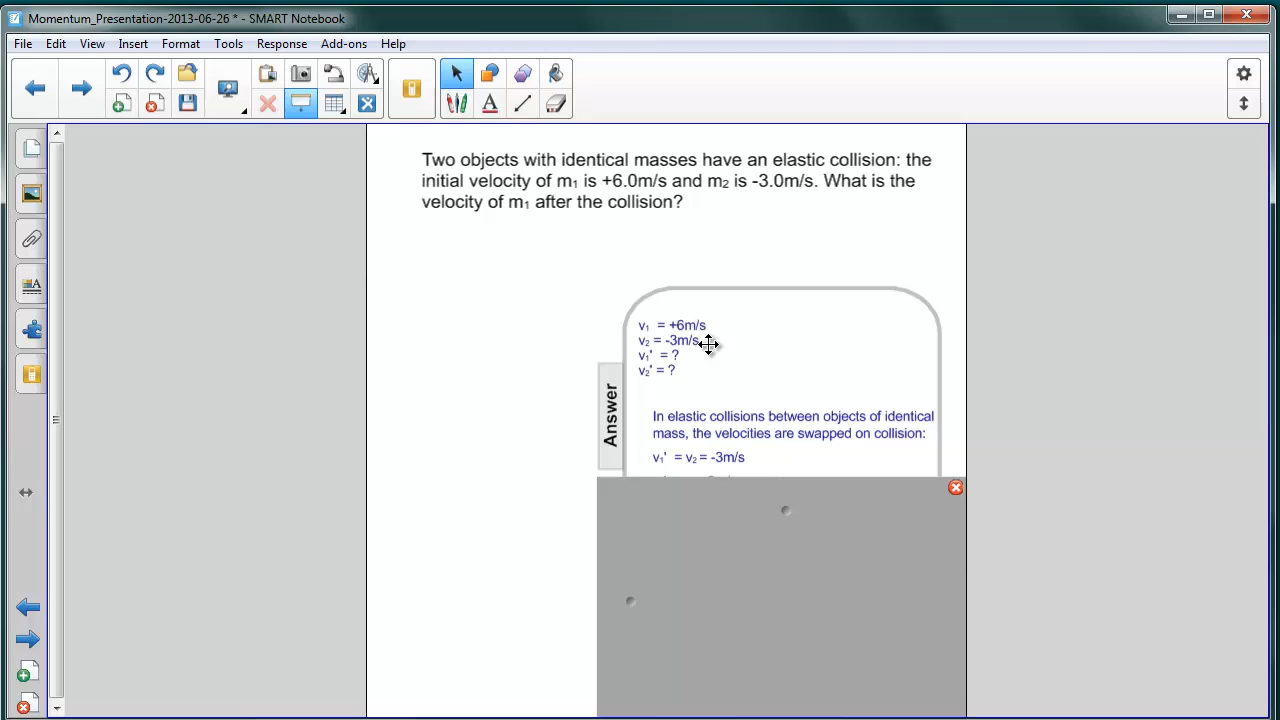 Momentum_Presentation-2013-06-26 * - SMART Notebook
File Edit View Insert Format Tools Response Add-ons Help
Two objects with identical masses have an elastic collision: the
initial velocity of m₁ is +6.0m/s and m₂ is -3.0m/s. What is the
velocity of m₁ after the collision?
v₁ = +6m/s
v₂ = -3m/s
v₁' = ?
v₂' = ?
Answer
In elastic collisions between objects of identical
mass, the velocities are swapped on collision:
v₁' = v₂ = -3m/s